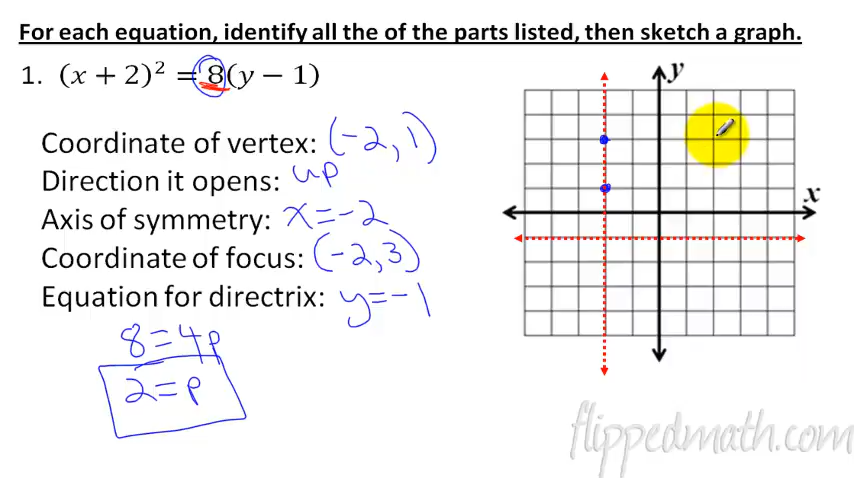 For each equation, identify all the of the parts listed, then sketch a graph.
1. (x + 2)² = 8(y − 1)
Coordinate of vertex: (-2, 1)
Direction it opens: up
Axis of symmetry: x = -2
Coordinate of focus: (-2, 3)
Equation for directrix: y = -1
8 = 4p
2 = p
y
x
flippedmath.com